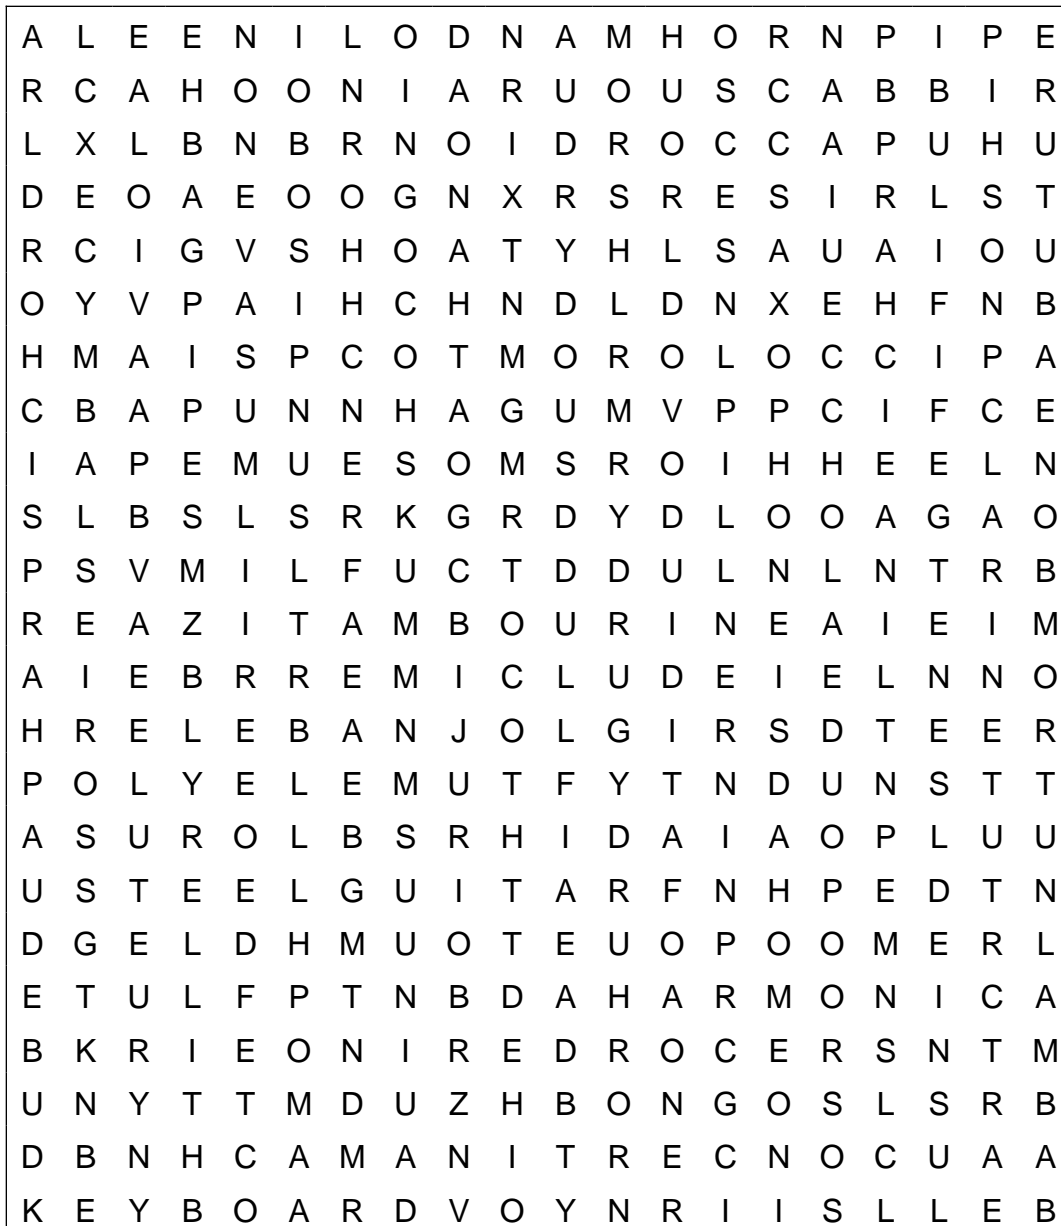 A L E E N I L O D N A M H O R N P I P E
R C A H O O N I A R U O U S C A B B I R
L X L B N B R N O I D R O C C A P U H U
D E O A E O O G N X R S R E S I R L S T
R C I G V S H O A T Y H L S A U A I O U
O Y V P A I H C H N D L D N X E H F N B
H M A I S P C O T M O R O L O C C I P A
C B A P U N N H A G U M V P P C I F C E
I A P E M U E S O M S R O I H H E E L N
S L B S L S R K G R D Y D L O O A G A O
P S V M I L F U C T D D U L N L N T R B
R E A Z I T A M B O U R I N E A I E I M
A I E B R R E M I C L U D E I E L N N O
H R E L E B A N J O L G I R S D T E E R
P O L Y E L E M U T F Y T N D U N S T T
A S U R O L B S R H I D A I A O P L U U
U S T E E L G U I T A R F N H P E D T N
D G E L D H M U O T E U O P O O M E R L
E T U L F P T N B D A H A R M O N I C A
B K R I E O N I R E D R O C E R S N T M
U N Y T T M D U Z H B O N G O S L S R B
D B N H C A M A N I T R E C N O C U A A
K E Y B O A R D V O Y N R I I S L L E B